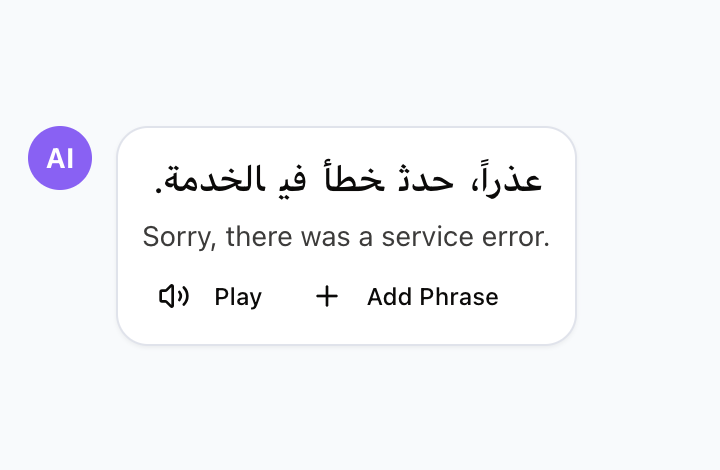 AI
عذراً، حدث خطأ في الخدمة.
Sorry, there was a service error.
Play
Add Phrase